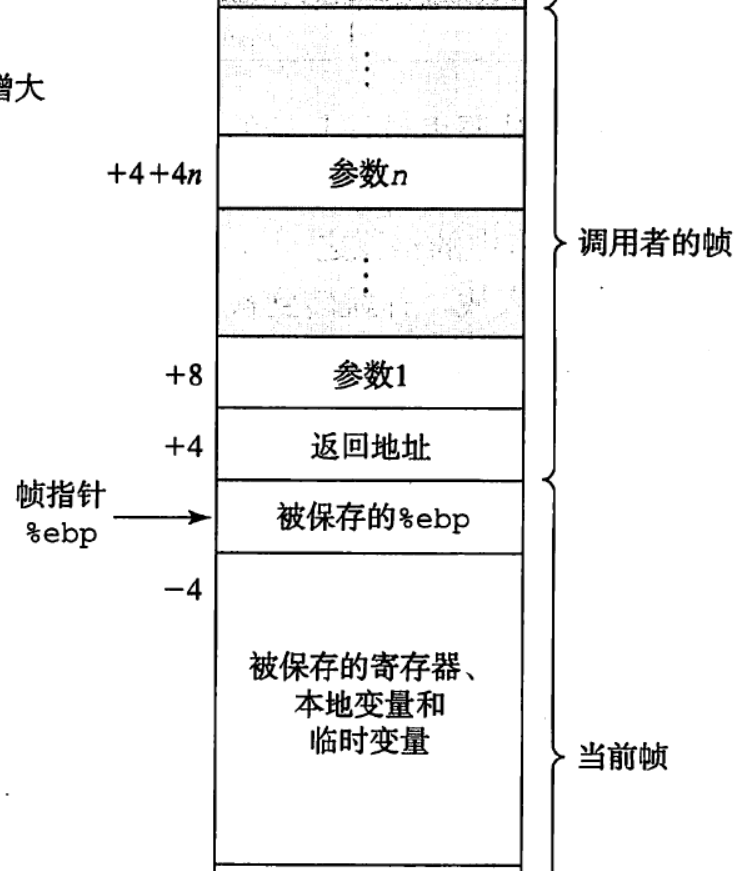 增大
+4+4n
参数n
调用者的帧
+8
参数1
+4
返回地址
帧指针
%ebp
被保存的%ebp
-4
被保存的寄存器、
本地变量和
临时变量
当前帧